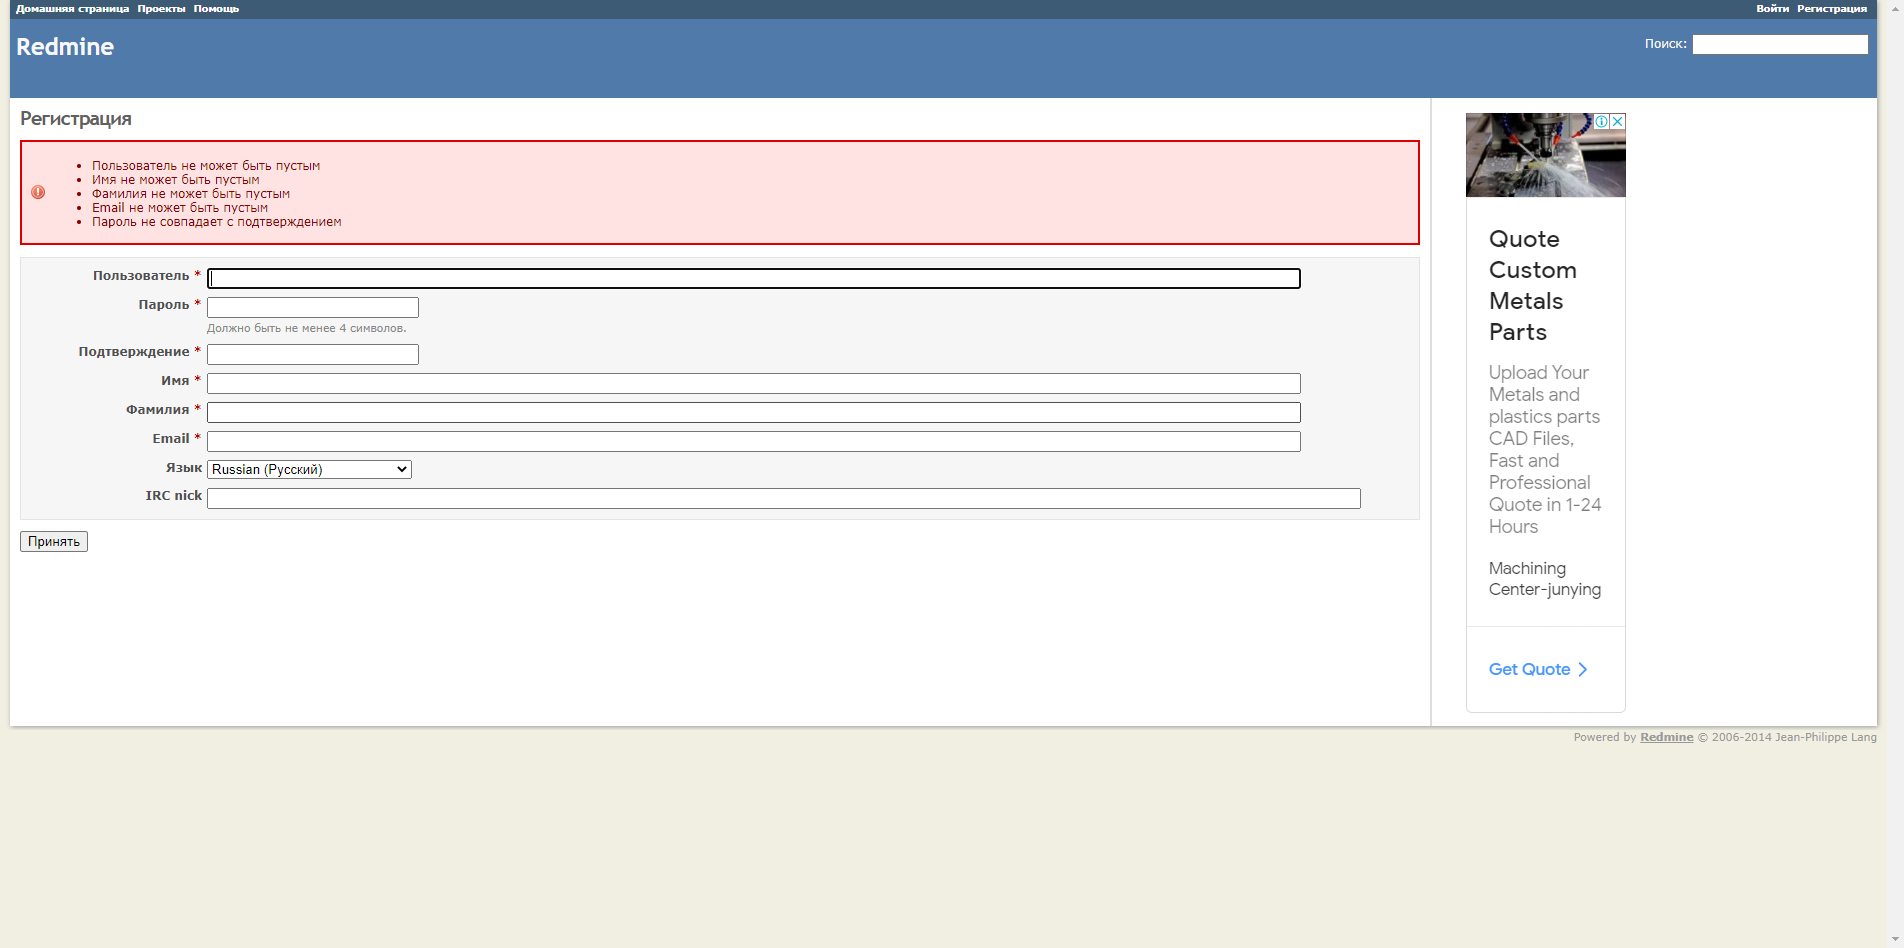 Домашняя страница Проекты Помощь
Войти Регистрация
Redmine
Поиск:
Регистрация
Пользователь не может быть пустым
Имя не может быть пустым
Фамилия не может быть пустым
Email не может быть пустым
Пароль не совпадает с подтверждением
Пользователь *
Пароль *
Должно быть не менее 4 символов.
Подтверждение *
Имя *
Фамилия *
Email *
Язык Russian (Русский)
IRC nick
Принять
Quote
Custom
Metals
Parts
Upload Your
Metals and
plastics parts
CAD Files,
Fast and
Professional
Quote in 1-24
Hours
Machining
Center-junying
Get Quote
Powered by Redmine © 2006-2014 Jean-Philippe Lang